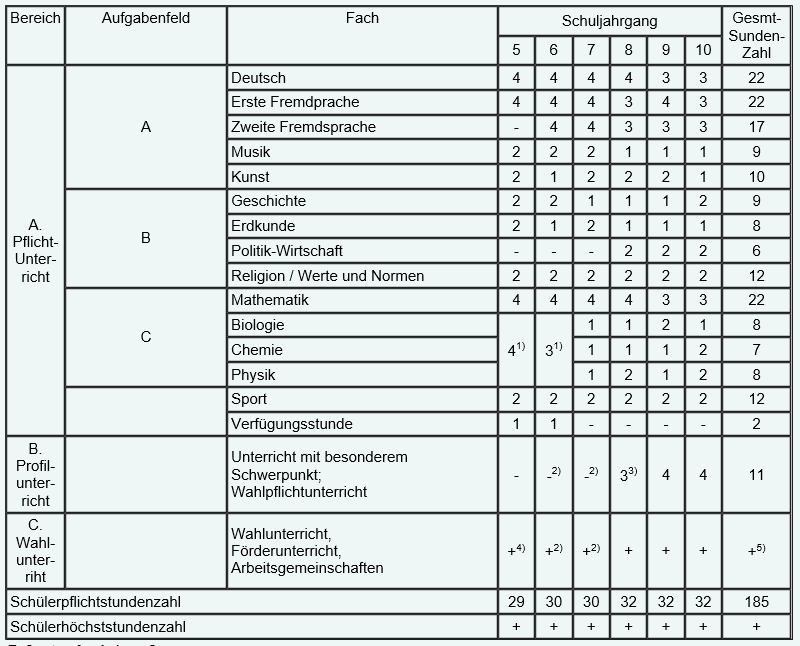 Bereich Aufgabenfeld Fach Schuljahrgang Gesmt-
Sunden-
Zahl
5 6 7 8 9 10
A.
Pflicht-
Unter-
richt
A
Deutsch 4 4 4 4 3 3 22
Erste Fremdprache 4 4 4 3 4 3 22
Zweite Fremdsprache - 4 4 3 3 3 17
Musik 2 2 2 1 1 1 9
Kunst 2 1 2 2 2 1 10
B
Geschichte 2 2 1 1 1 2 9
Erdkunde 2 1 2 1 1 1 8
Politik-Wirtschaft - - - 2 2 2 6
Religion / Werte und Normen 2 2 2 2 2 2 12
C
Mathematik 4 4 4 4 3 3 22
Biologie 4¹⁾ 3¹⁾ 1 1 2 1 8
Chemie 1 1 1 2 7
Physik 1 2 1 2 8
Sport 2 2 2 2 2 2 12
Verfügungsstunde 1 1 - - - - 2
B.
Profil-
unter-
richt
Unterricht mit besonderem
Schwerpunkt;
Wahlpflichtunterricht
- -²⁾ -²⁾ 3³⁾ 4 4 11
C.
Wahl-
unter-
riht
Wahlunterricht,
Förderunterricht,
Arbeitsgemeinschaften
+⁴⁾ +²⁾ +²⁾ + + + +⁵⁾
Schülerpflichtstundenzahl 29 30 30 32 32 32 185
Schülerhöchststundenzahl + + + + + + +